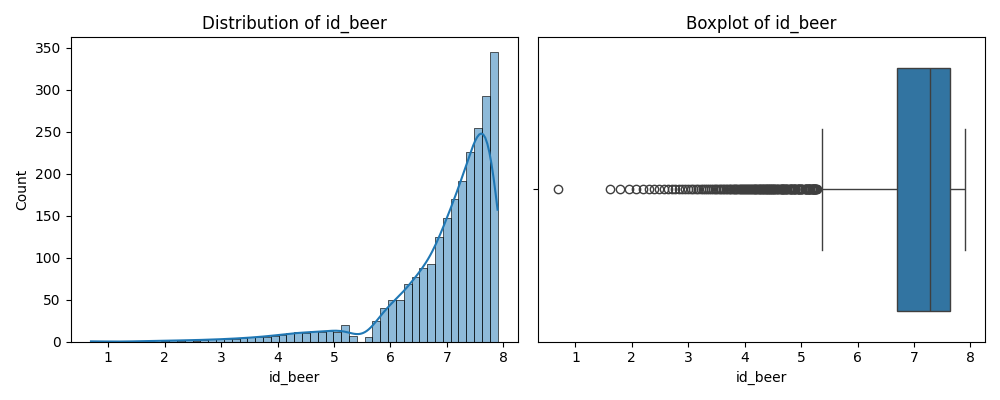 Distribution of id_beer
Count
350
300
250
200
150
100
50
0
1 2 3 4 5 6 7 8
id_beer
Boxplot of id_beer
1 2 3 4 5 6 7 8
id_beer